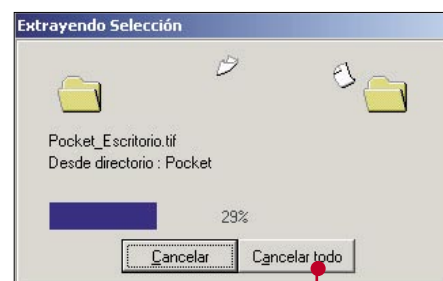 Extrayendo Selección
Pocket_Escritorio.tif
Desde directorio : Pocket
29%
Cancelar
Cancelar todo